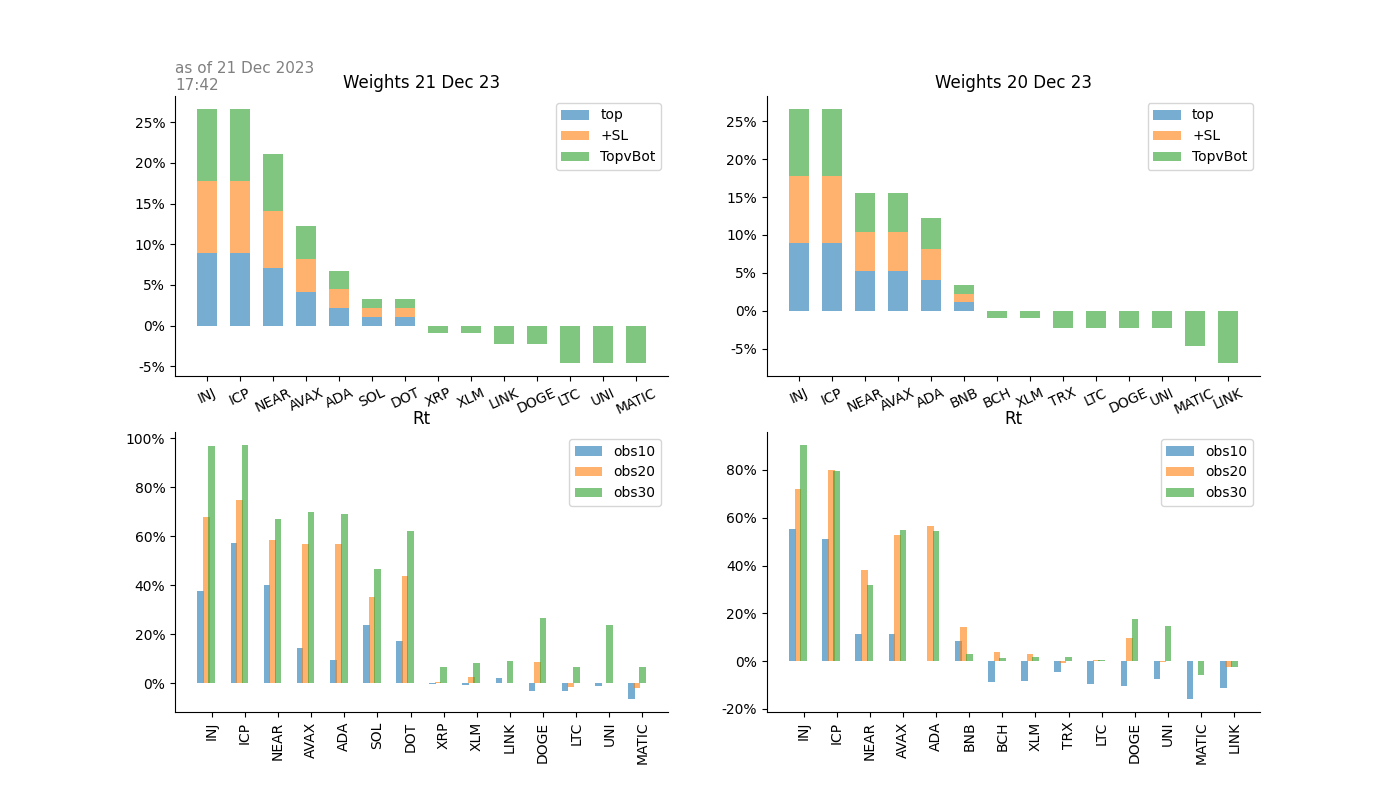 as of 21 Dec 2023
17:42
Weights 21 Dec 23
25%
20%
15%
10%
5%
0%
-5%
top
+SL
TopvBot
INJ ICP NEAR AVAX ADA SOL DOT XRP XLM LINK DOGE LTC UNI MATIC
Weights 20 Dec 23
25%
20%
15%
10%
5%
0%
-5%
top
+SL
TopvBot
INJ ICP NEAR AVAX ADA BNB BCH XLM TRX LTC DOGE UNI MATIC LINK
Rt
100%
80%
60%
40%
20%
0%
obs10
obs20
obs30
INJ ICP NEAR AVAX ADA SOL DOT XRP XLM LINK DOGE LTC UNI MATIC
Rt
80%
60%
40%
20%
0%
-20%
obs10
obs20
obs30
INJ ICP NEAR AVAX ADA BNB BCH XLM TRX LTC DOGE UNI MATIC LINK